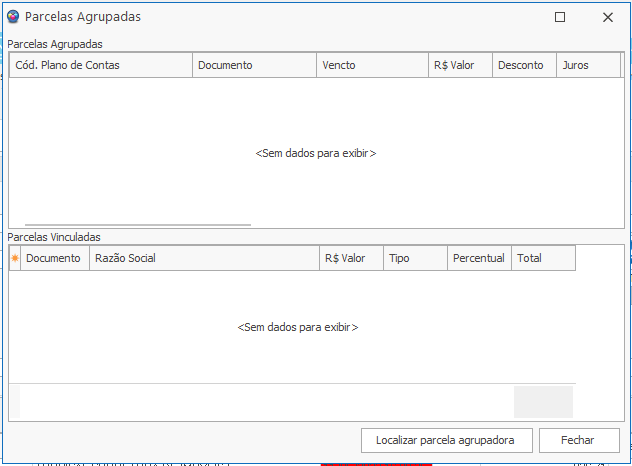 Parcelas Agrupadas
Parcelas Agrupadas
Cód. Plano de Contas Documento Vencto R$ Valor Desconto Juros
<Sem dados para exibir>
Parcelas Vinculadas
Documento Razão Social R$ Valor Tipo Percentual Total
<Sem dados para exibir>
Localizar parcela agrupadora Fechar